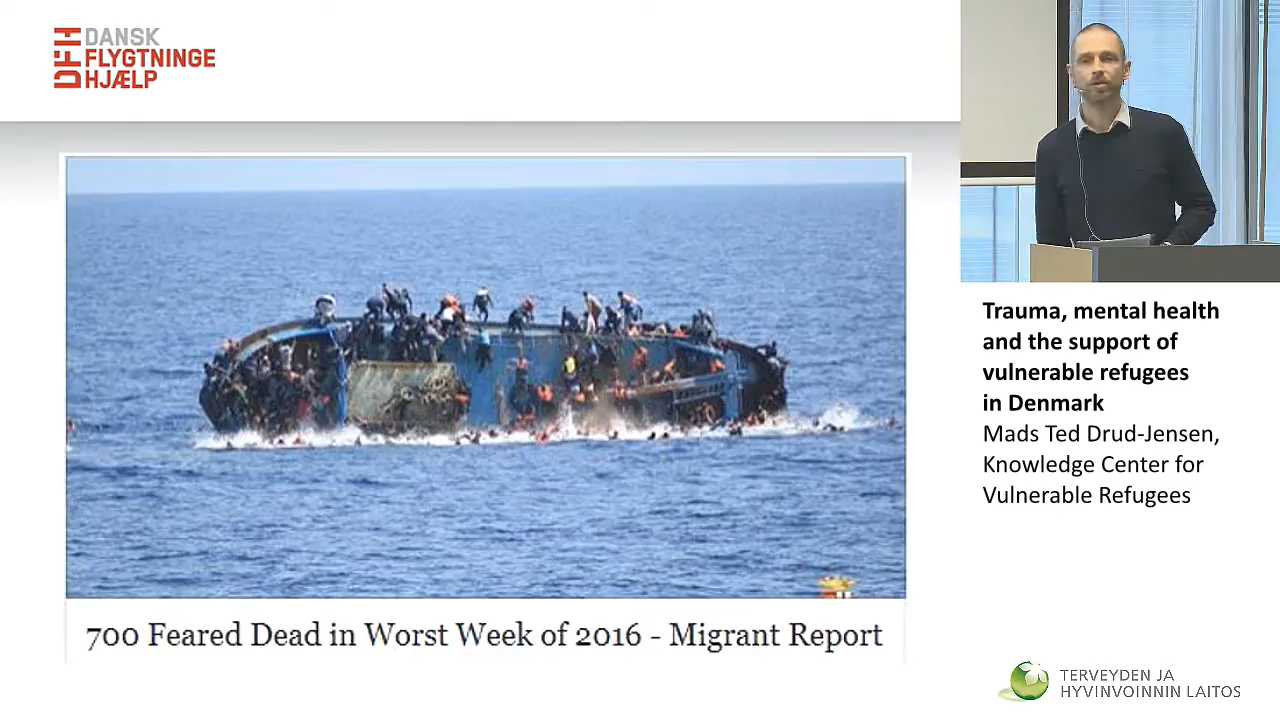 DFH
DANSK
FLYGTNINGE
HJÆLP
700 Feared Dead in Worst Week of 2016 - Migrant Report
Trauma, mental health
and the support of
vulnerable refugees
in Denmark
Mads Ted Drud-Jensen,
Knowledge Center for
Vulnerable Refugees
TERVEYDEN JA
HYVINVOINNIN LAITOS